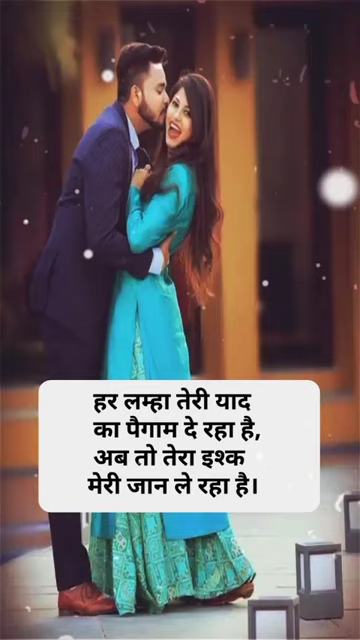 हर लम्हा तेरी याद
का पैगाम दे रहा है,
अब तो तेरा इश्क
मेरी जान ले रहा है।